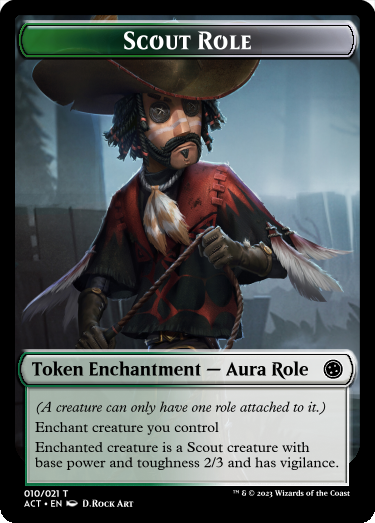 Scout Role
Token Enchantment — Aura Role
(A creature can only have one role attached to it.)
Enchant creature you control
Enchanted creature is a Scout creature with
base power and toughness 2/3 and has vigilance.
010/021 T
™ & © 2023 Wizards of the Coast
ACT • EN D.Rock Art